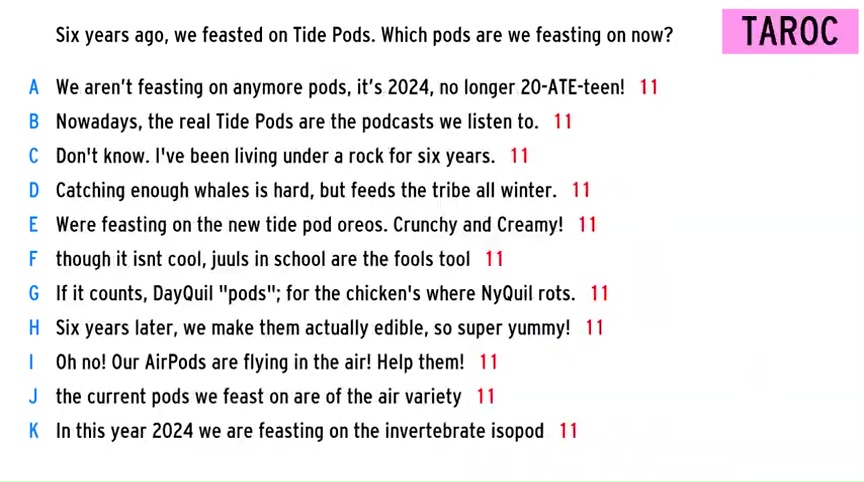 Six years ago, we feasted on Tide Pods. Which pods are we feasting on now?
TAROC
A We aren't feasting on anymore pods, it's 2024, no longer 20-ATE-teen! 11
B Nowadays, the real Tide Pods are the podcasts we listen to. 11
C Don't know. I've been living under a rock for six years. 11
D Catching enough whales is hard, but feeds the tribe all winter. 11
E Were feasting on the new tide pod oreos. Crunchy and Creamy! 11
F though it isnt cool, juuls in school are the fools tool 11
G If it counts, DayQuil "pods"; for the chicken's where NyQuil rots. 11
H Six years later, we make them actually edible, so super yummy! 11
I Oh no! Our AirPods are flying in the air! Help them! 11
J the current pods we feast on are of the air variety 11
K In this year 2024 we are feasting on the invertebrate isopod 11